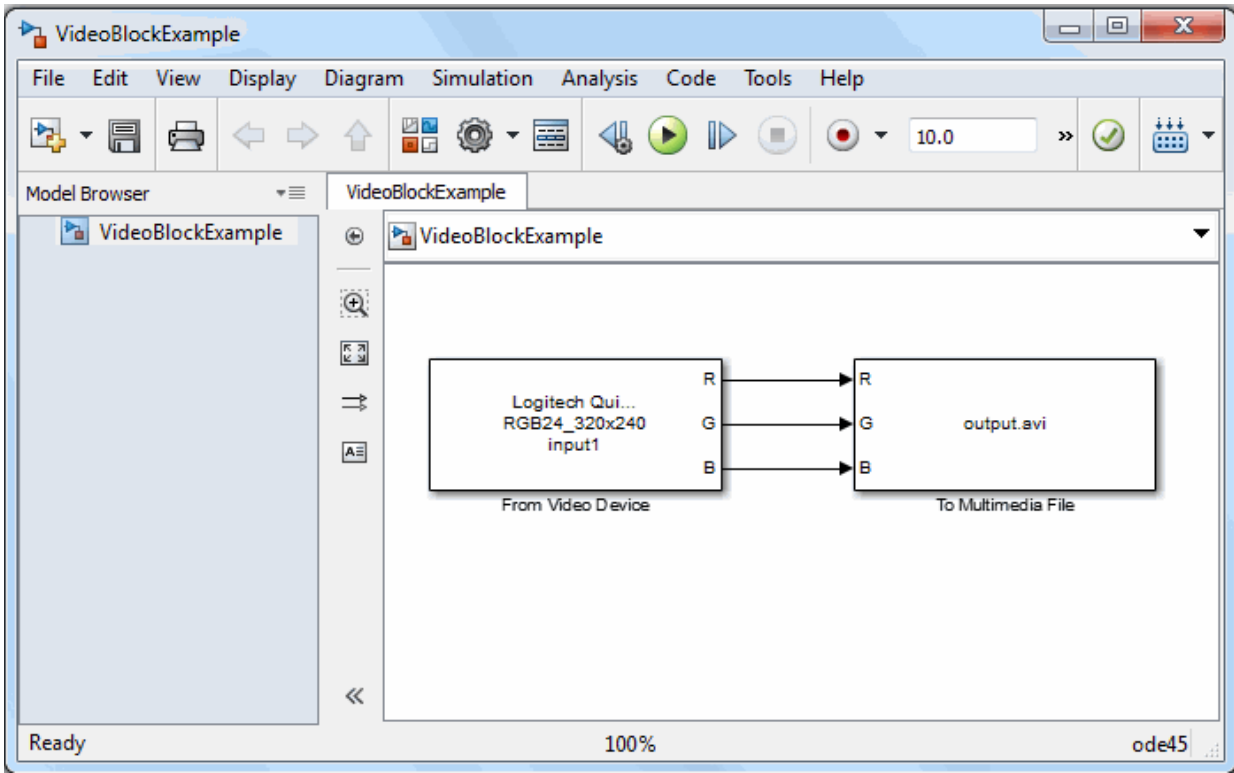 VideoBlockExample
File Edit View Display Diagram Simulation Analysis Code Tools Help
10.0 »
Model Browser
VideoBlockExample
VideoBlockExample
VideoBlockExample
Logitech Qui...
RGB24_320x240
input1
R
G
B
R
G
B
output.avi
From Video Device
To Multimedia File
Ready 100% ode45